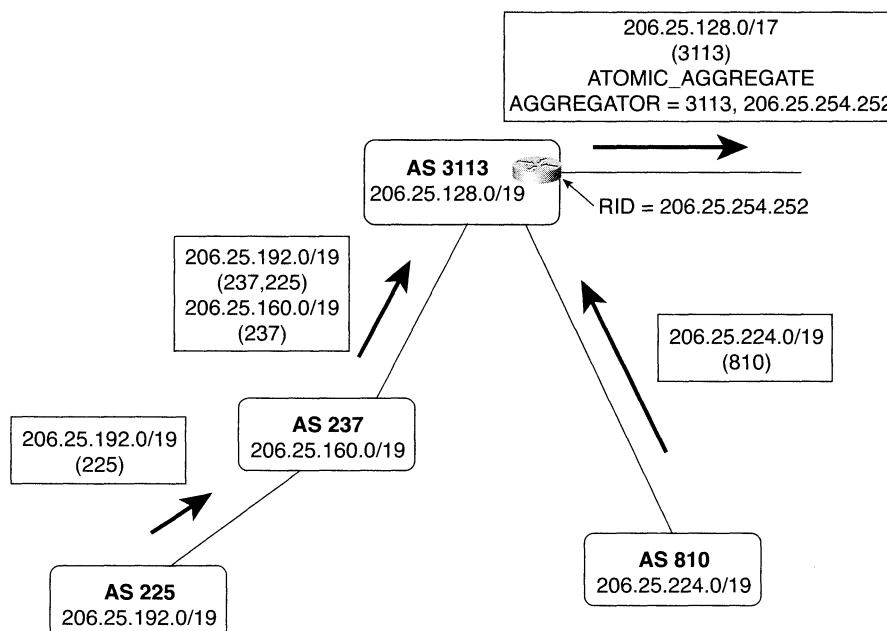 206.25.128.0/17
(3113)
ATOMIC_AGGREGATE
AGGREGATOR = 3113, 206.25.254.252
AS 3113
206.25.128.0/19
RID = 206.25.254.252
206.25.192.0/19
(237,225)
206.25.160.0/19
(237)
206.25.224.0/19
(810)
AS 237
206.25.160.0/19
206.25.192.0/19
(225)
AS 810
206.25.224.0/19
AS 225
206.25.192.0/19